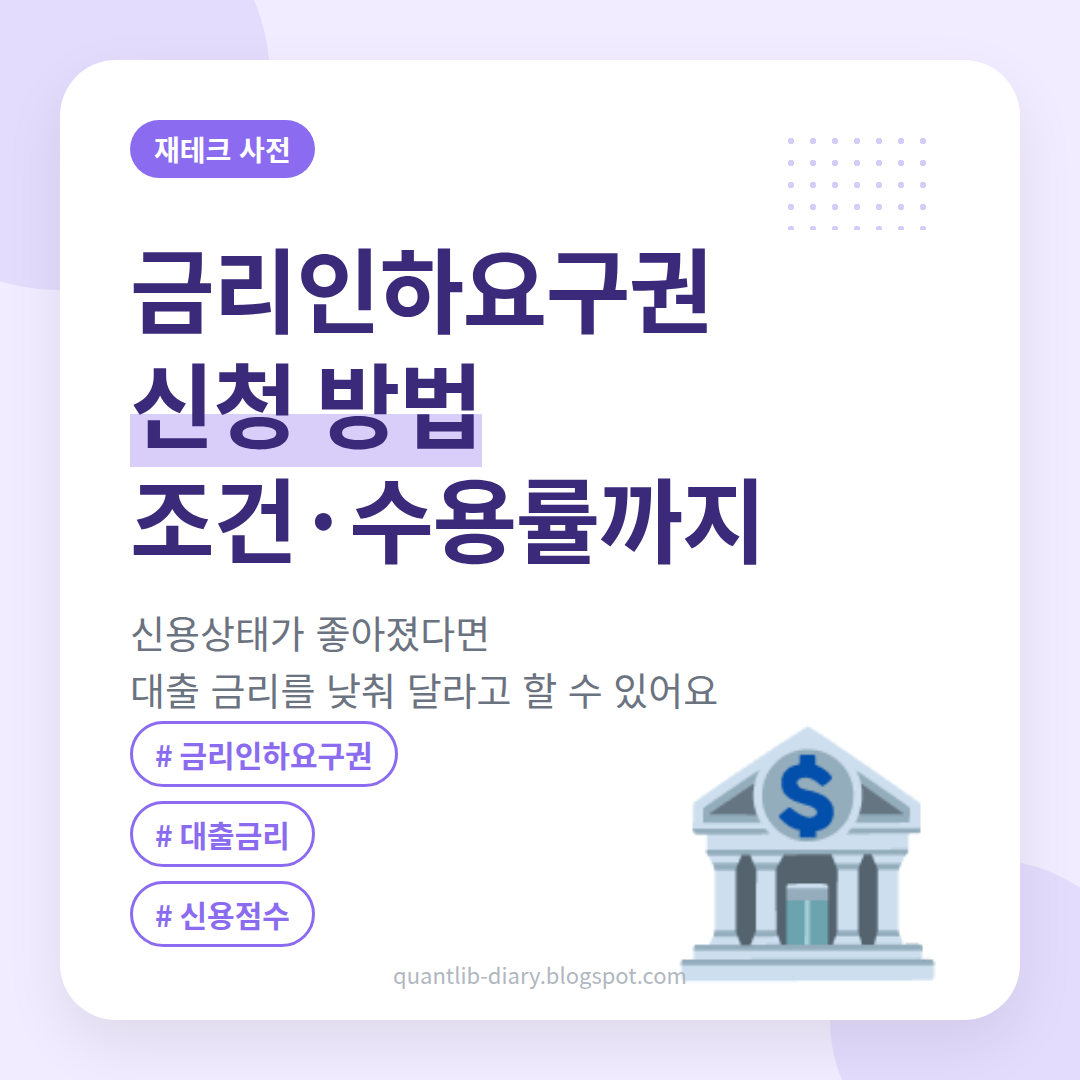 재테크 사전
금리인하요구권
신청 방법
조건·수용률까지
신용상태가 좋아졌다면
대출 금리를 낮춰 달라고 할 수 있어요
# 금리인하요구권
# 대출금리
# 신용점수
$
quantlib-diary.blogspot.com